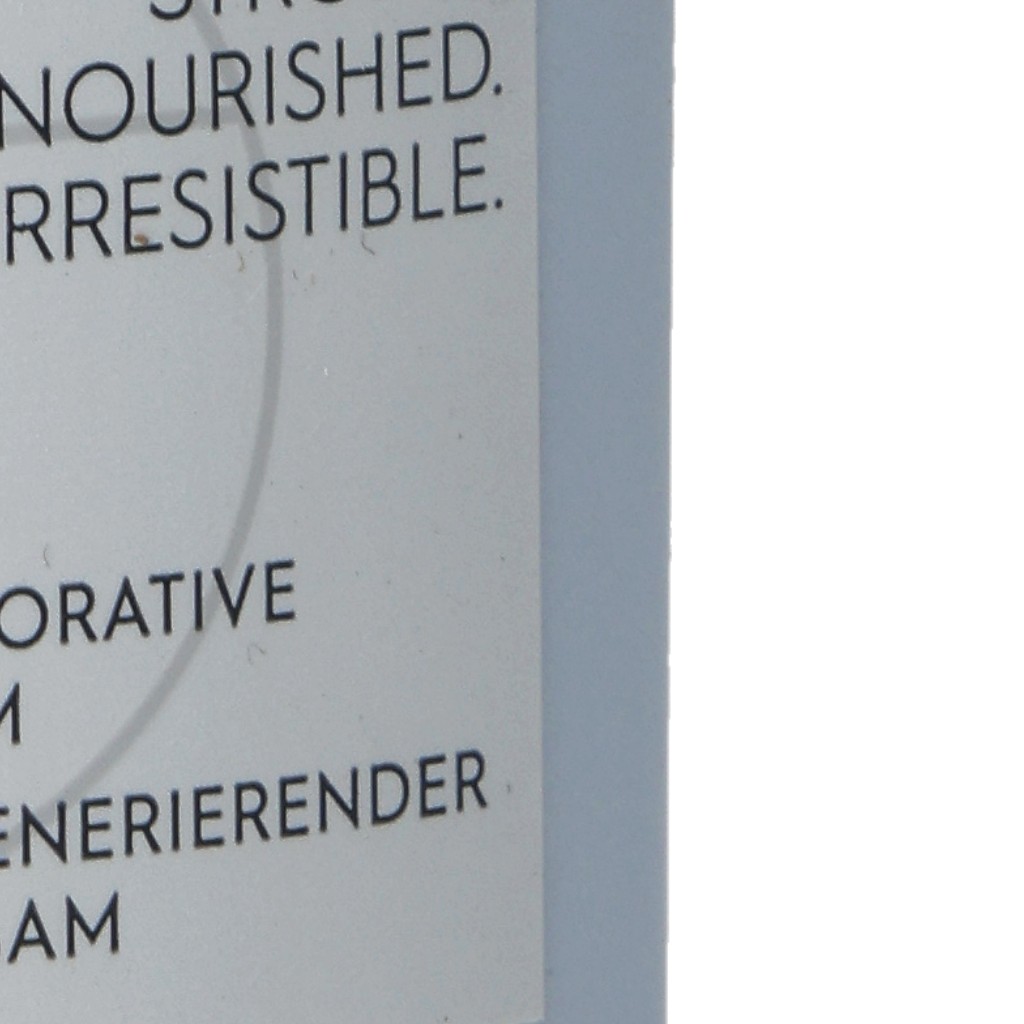 NOURISHED.
RRESISTIBLE.
ORATIVE
M
ENERIERENDER
AM